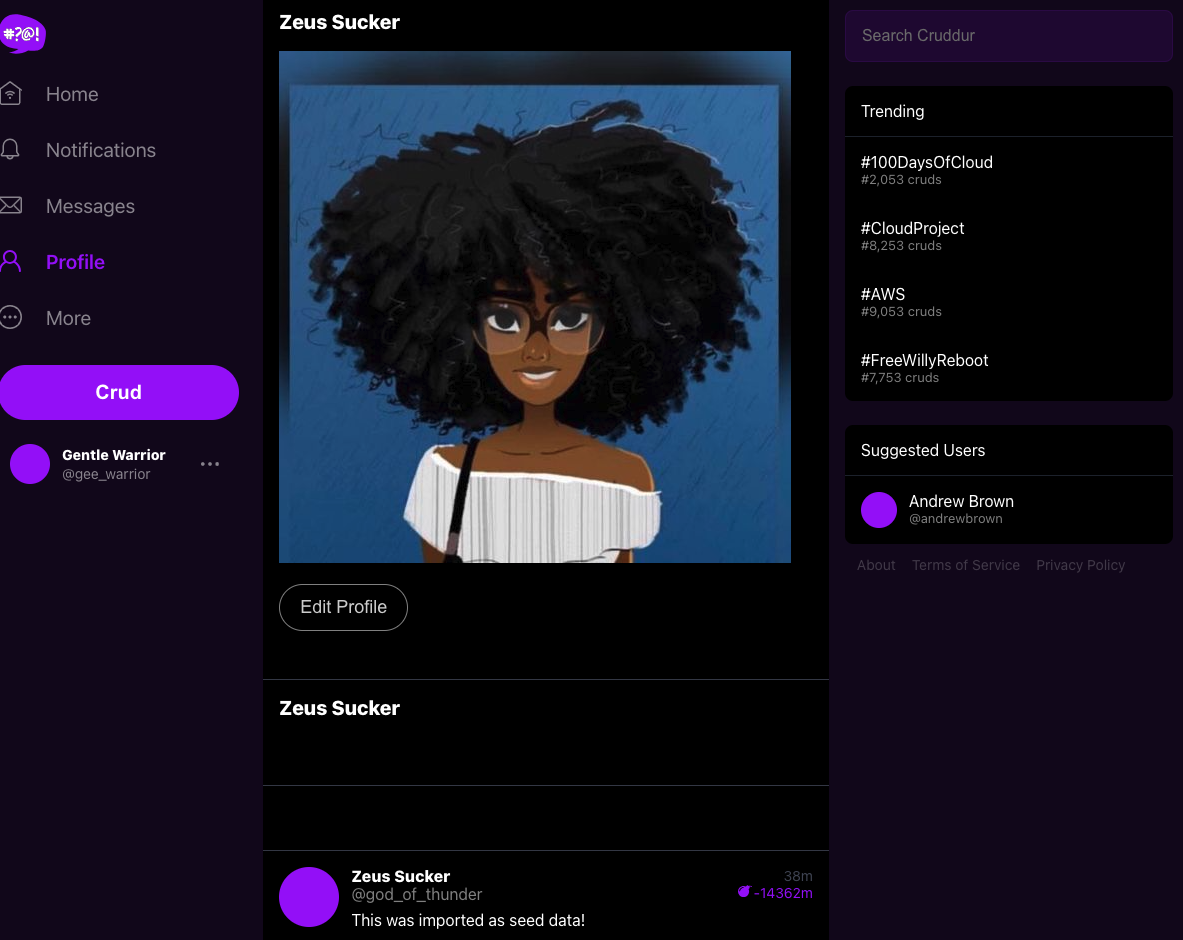 #?@!
Home
Notifications
Messages
Profile
More
Crud
Gentle Warrior
@gee_warrior
Zeus Sucker
Edit Profile
Zeus Sucker
Zeus Sucker
38m
@god_of_thunder
-14362m
This was imported as seed data!
Search Cruddur
Trending
#100DaysOfCloud
#2,053 cruds
#CloudProject
#8,253 cruds
#AWS
#9,053 cruds
#FreeWillyReboot
#7,753 cruds
Suggested Users
Andrew Brown
@andrewbrown
About Terms of Service Privacy Policy